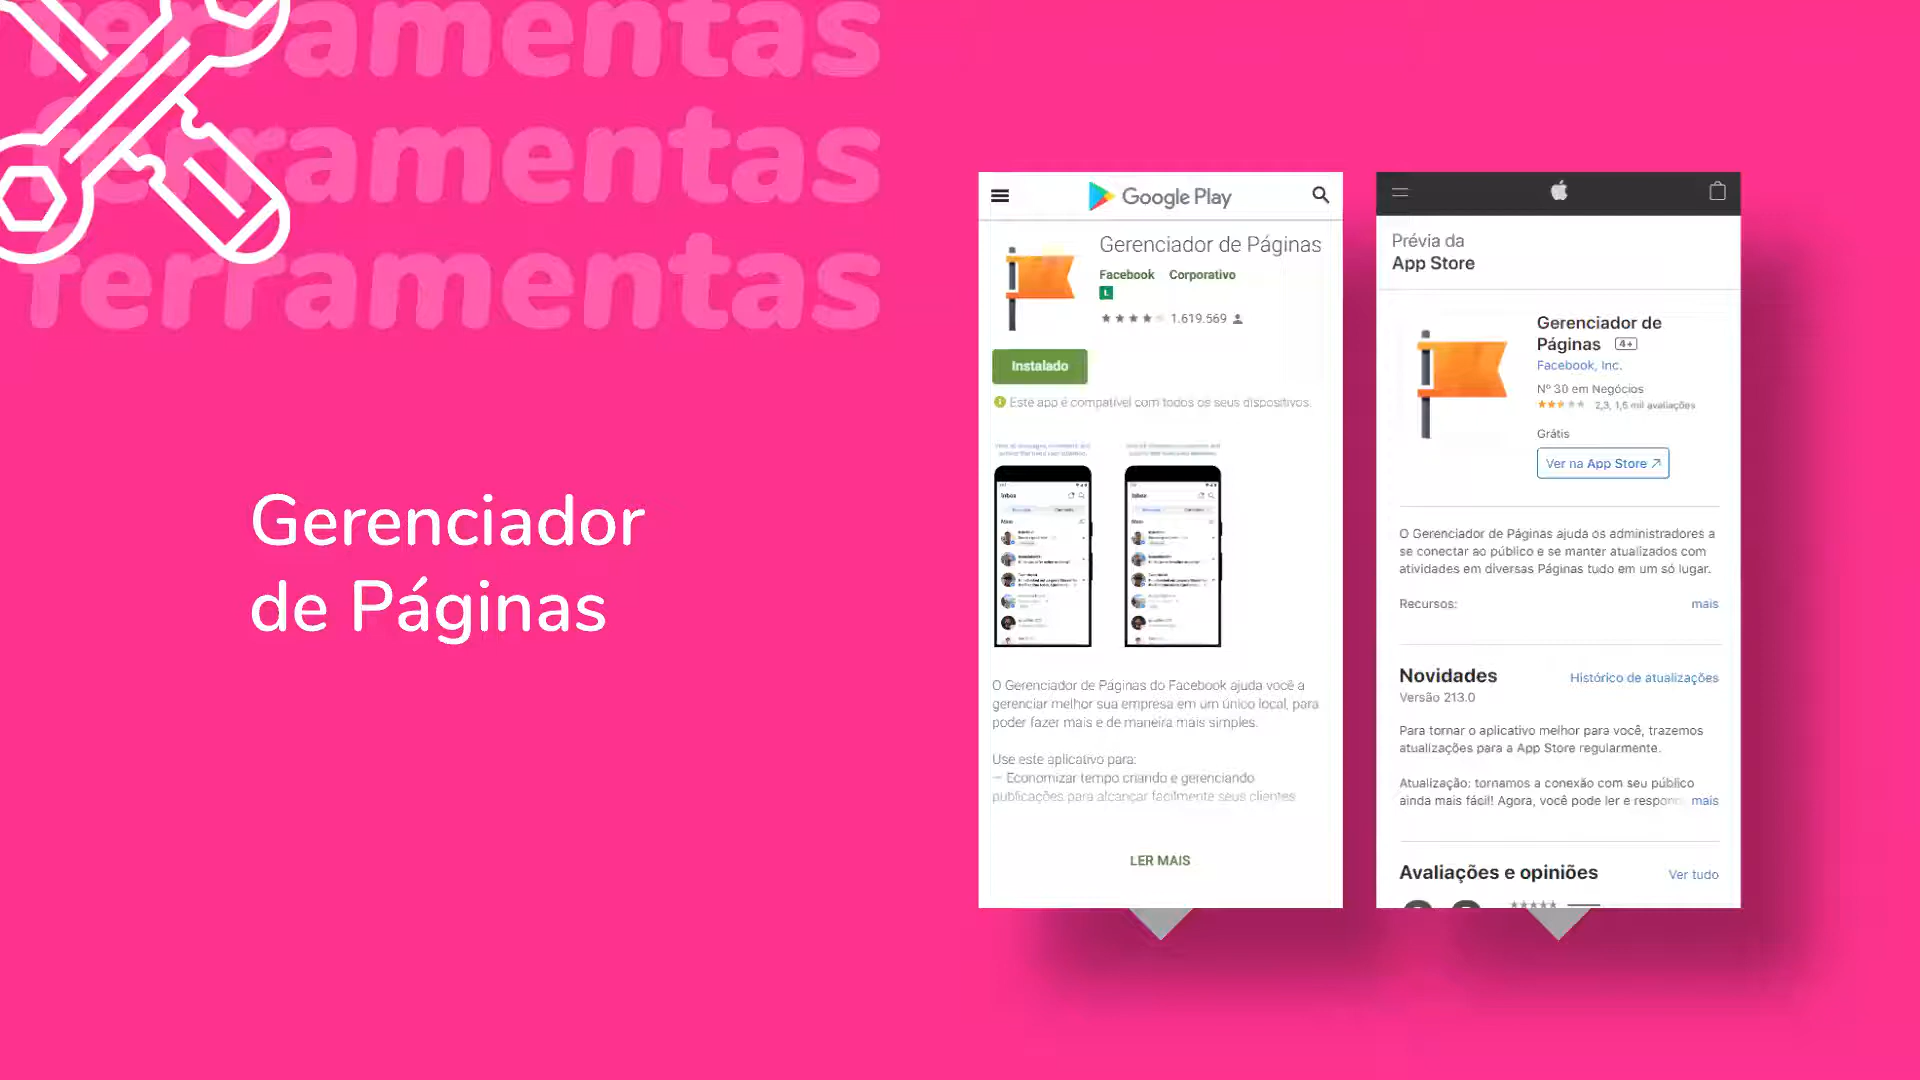 ferramentas
ferramentas
ferramentas
Gerenciador
de Páginas
Google Play
Gerenciador de Páginas
Facebook Corporativo
L
1.619.569
Instalado
Este app é compatível com todos os seus dispositivos.
Inbox
Inbox
O Gerenciador de Páginas do Facebook ajuda você a
gerenciar melhor sua empresa em um único local, para
poder fazer mais e de maneira mais simples.
Use este aplicativo para:
— Economizar tempo criando e gerenciando
publicações para alcançar facilmente seus clientes
LER MAIS
Prévia da
App Store
Gerenciador de
Páginas 4+
Facebook, Inc.
Nº 30 em Negócios
2,3, 1,6 mil avaliações
Grátis
Ver na App Store
O Gerenciador de Páginas ajuda os administradores a
se conectar ao público e se manter atualizados com
atividades em diversas Páginas tudo em um só lugar.
Recursos: mais
Novidades Histórico de atualizações
Versão 213.0
Para tornar o aplicativo melhor para você, trazemos
atualizações para a App Store regularmente.
Atualização: tornamos a conexão com seu público
ainda mais fácil! Agora, você pode ler e respon mais
Avaliações e opiniões Ver tudo